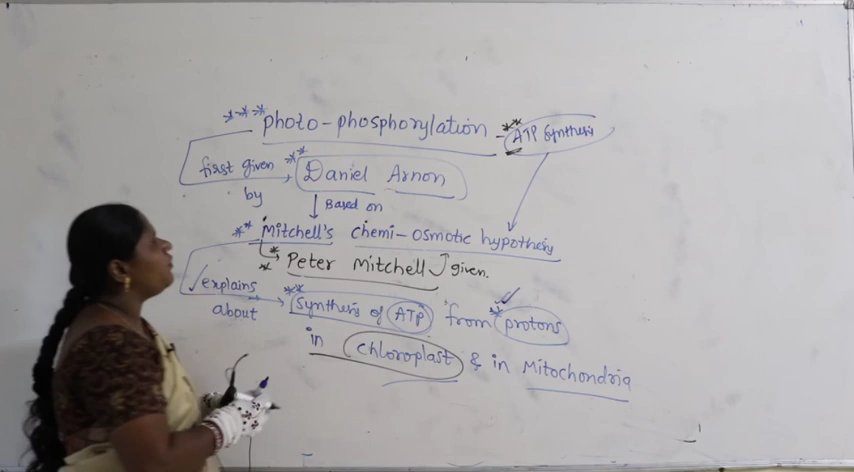 *** photo-phosphorylation - ** ATP Synthesis
first given by ** Daniel Arnon
↓ Based on
** Mitchell's chemi-osmotic hypothesis
** Peter Mitchell given.
✓explains about → ** Synthesis of ATP from ** protons
in chloroplast & in Mitochondria